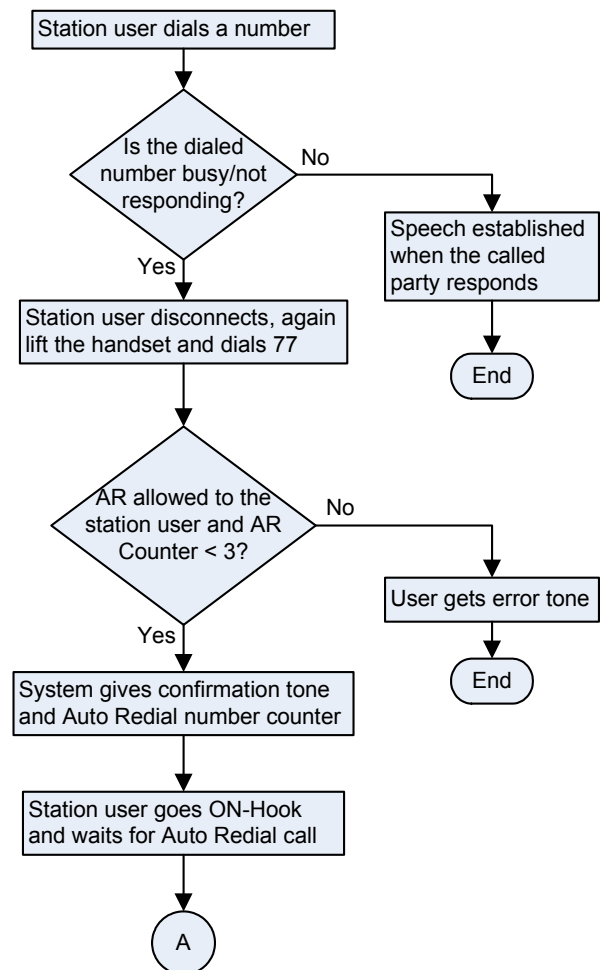 Station user dials a number
Is the dialed
number busy/not
responding?
No
Speech established
when the called
party responds
End
Yes
Station user disconnects, again
lift the handset and dials 77
AR allowed to the
station user and AR
Counter < 3?
No
User gets error tone
End
Yes
System gives confirmation tone
and Auto Redial number counter
Station user goes ON-Hook
and waits for Auto Redial call
A